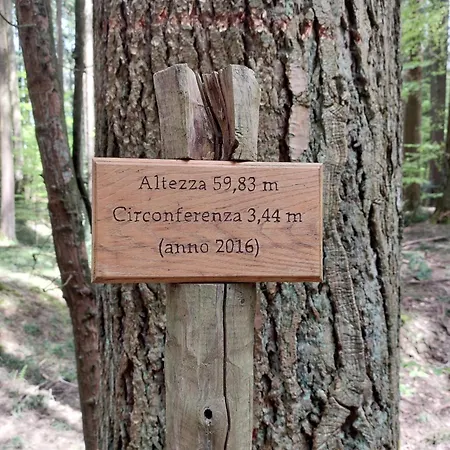 Altezza 59,83 m
Circonferenza 3,44 m
(anno 2016)